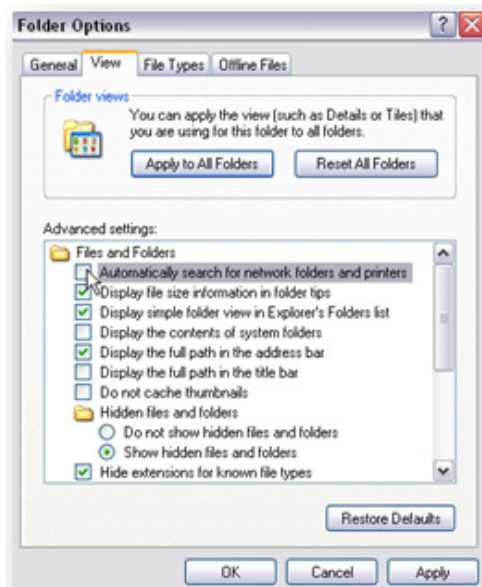 Folder Options
General View File Types Offline Files
Folder views
You can apply the view (such as Details or Tiles) that
you are using for this folder to all folders.
Apply to All Folders Reset All Folders
Advanced settings:
Files and Folders
Automatically search for network folders and printers
Display file size information in folder tips
Display simple folder view in Explorer's Folders list
Display the contents of system folders
Display the full path in the address bar
Display the full path in the title bar
Do not cache thumbnails
Hidden files and folders
Do not show hidden files and folders
Show hidden files and folders
Hide extensions for known file types
Restore Defaults
OK Cancel Apply